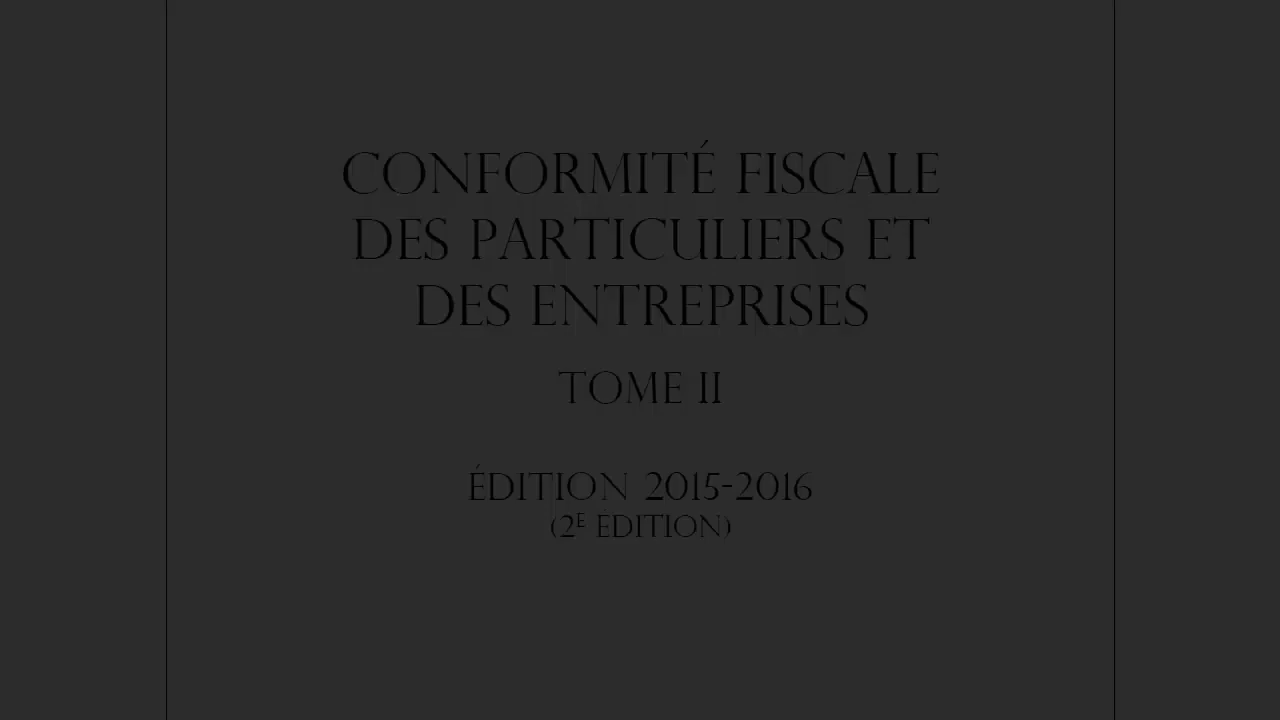 CONFORMITÉ FISCALE
DES PARTICULIERS ET
DES ENTREPRISES
TOME II
ÉDITION 2015-2016
(2E ÉDITION)